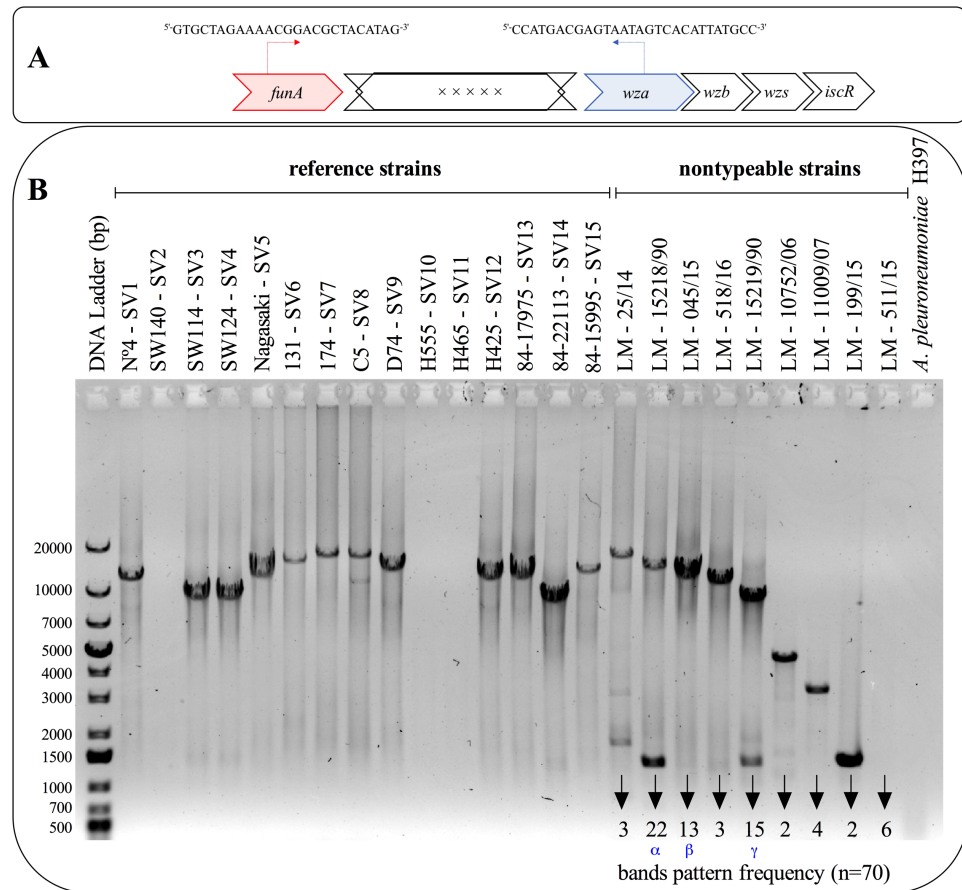 5'-GTGCTAGAAAACGGACGCTACATAG-3'
5'-CCATGACGAGTAATAGTCACATTATGCC-3'
A
funA
×××××
wza
wzb
wzs
iscR
B
reference strains
nontypeable strains
DNA Ladder (bp)
Nº4 - SV1
SW140 - SV2
SW114 - SV3
SW124 - SV4
Nagasaki - SV5
131 - SV6
174 - SV7
C5 - SV8
D74 - SV9
H555 - SV10
H465 - SV11
H425 - SV12
84-17975 - SV13
84-22113 - SV14
84-15995 - SV15
LM - 25/14
LM - 15218/90
LM - 045/15
LM - 518/16
LM - 15219/90
LM - 10752/06
LM - 11009/07
LM - 199/15
LM - 511/15
A. pleuroneumoniae H397
20000
10000
7000
5000
4000
3000
2000
1500
1000
700
500
3 22 13 3 15 2 4 2 6
α β γ
bands pattern frequency (n=70)